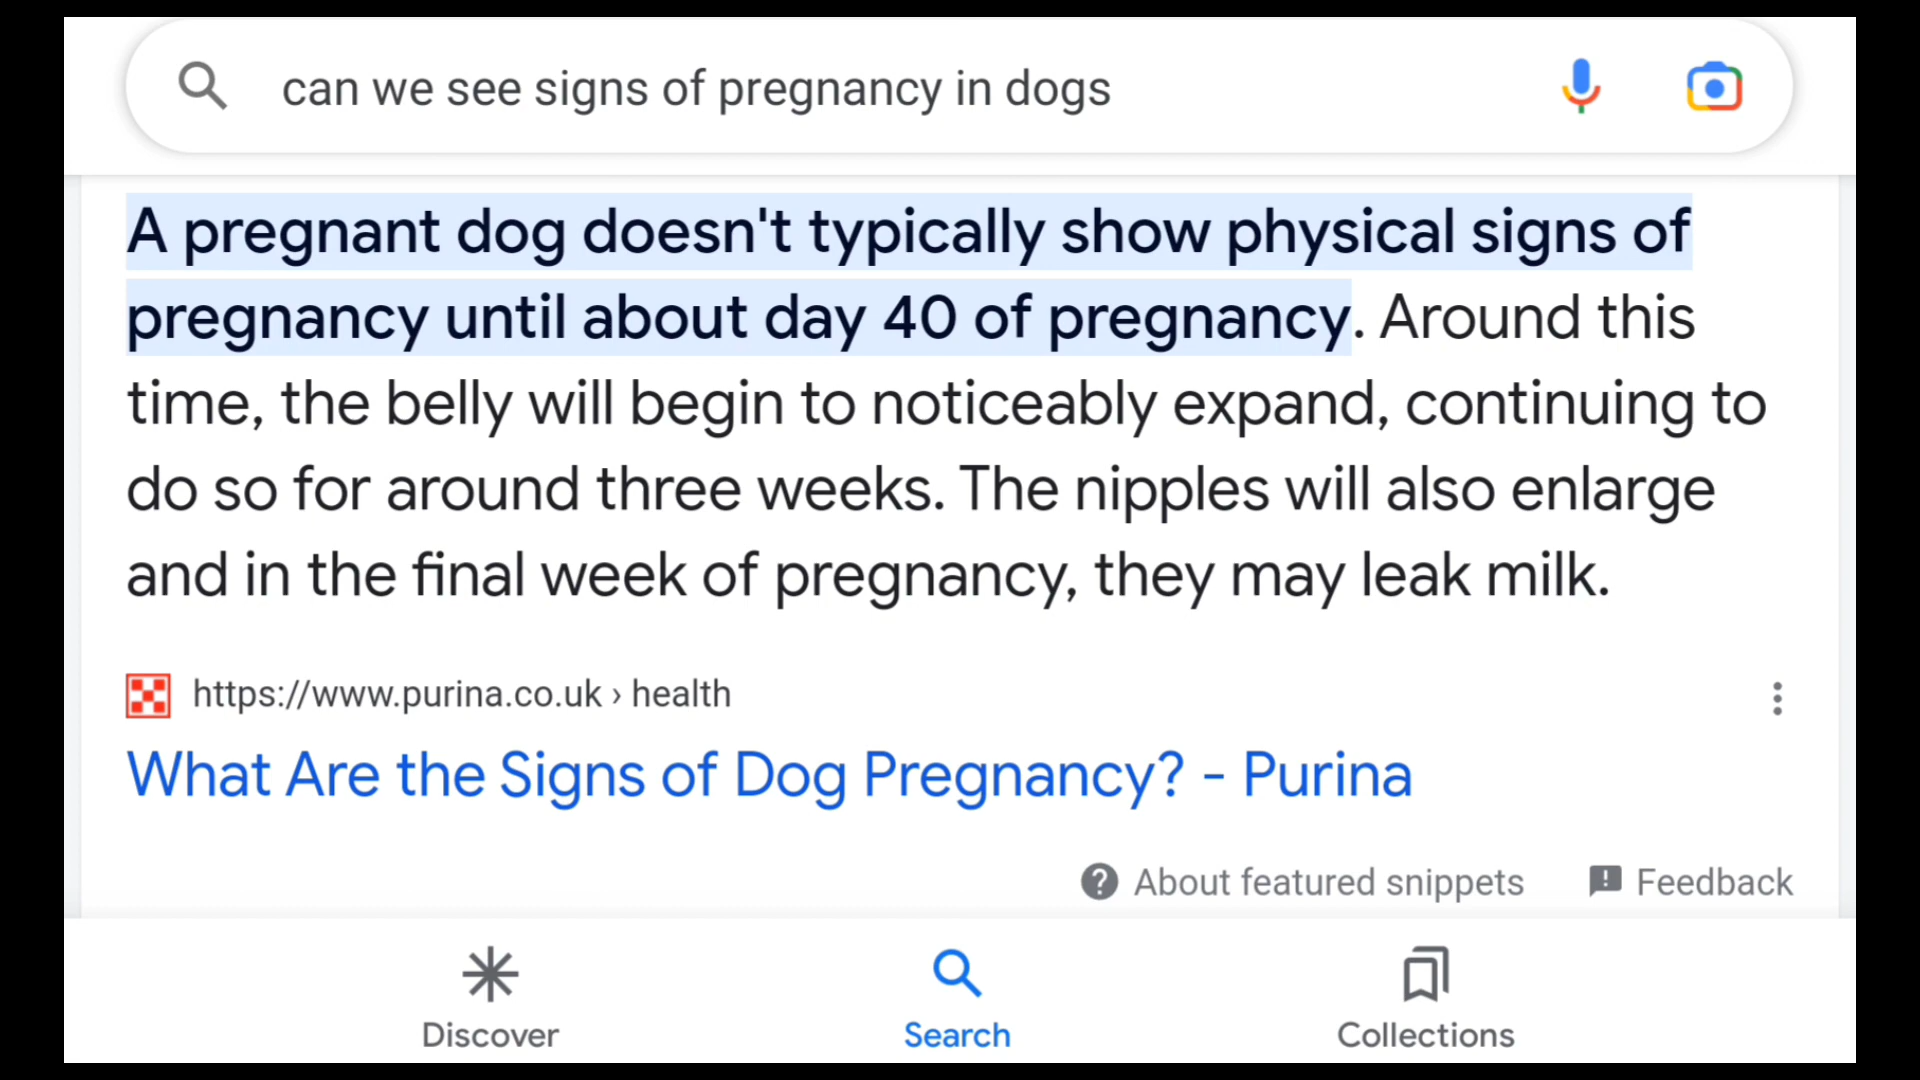 can we see signs of pregnancy in dogs
A pregnant dog doesn't typically show physical signs of
pregnancy until about day 40 of pregnancy. Around this
time, the belly will begin to noticeably expand, continuing to
do so for around three weeks. The nipples will also enlarge
and in the final week of pregnancy, they may leak milk.
https://www.purina.co.uk › health
What Are the Signs of Dog Pregnancy? - Purina
About featured snippets Feedback
Discover Search Collections